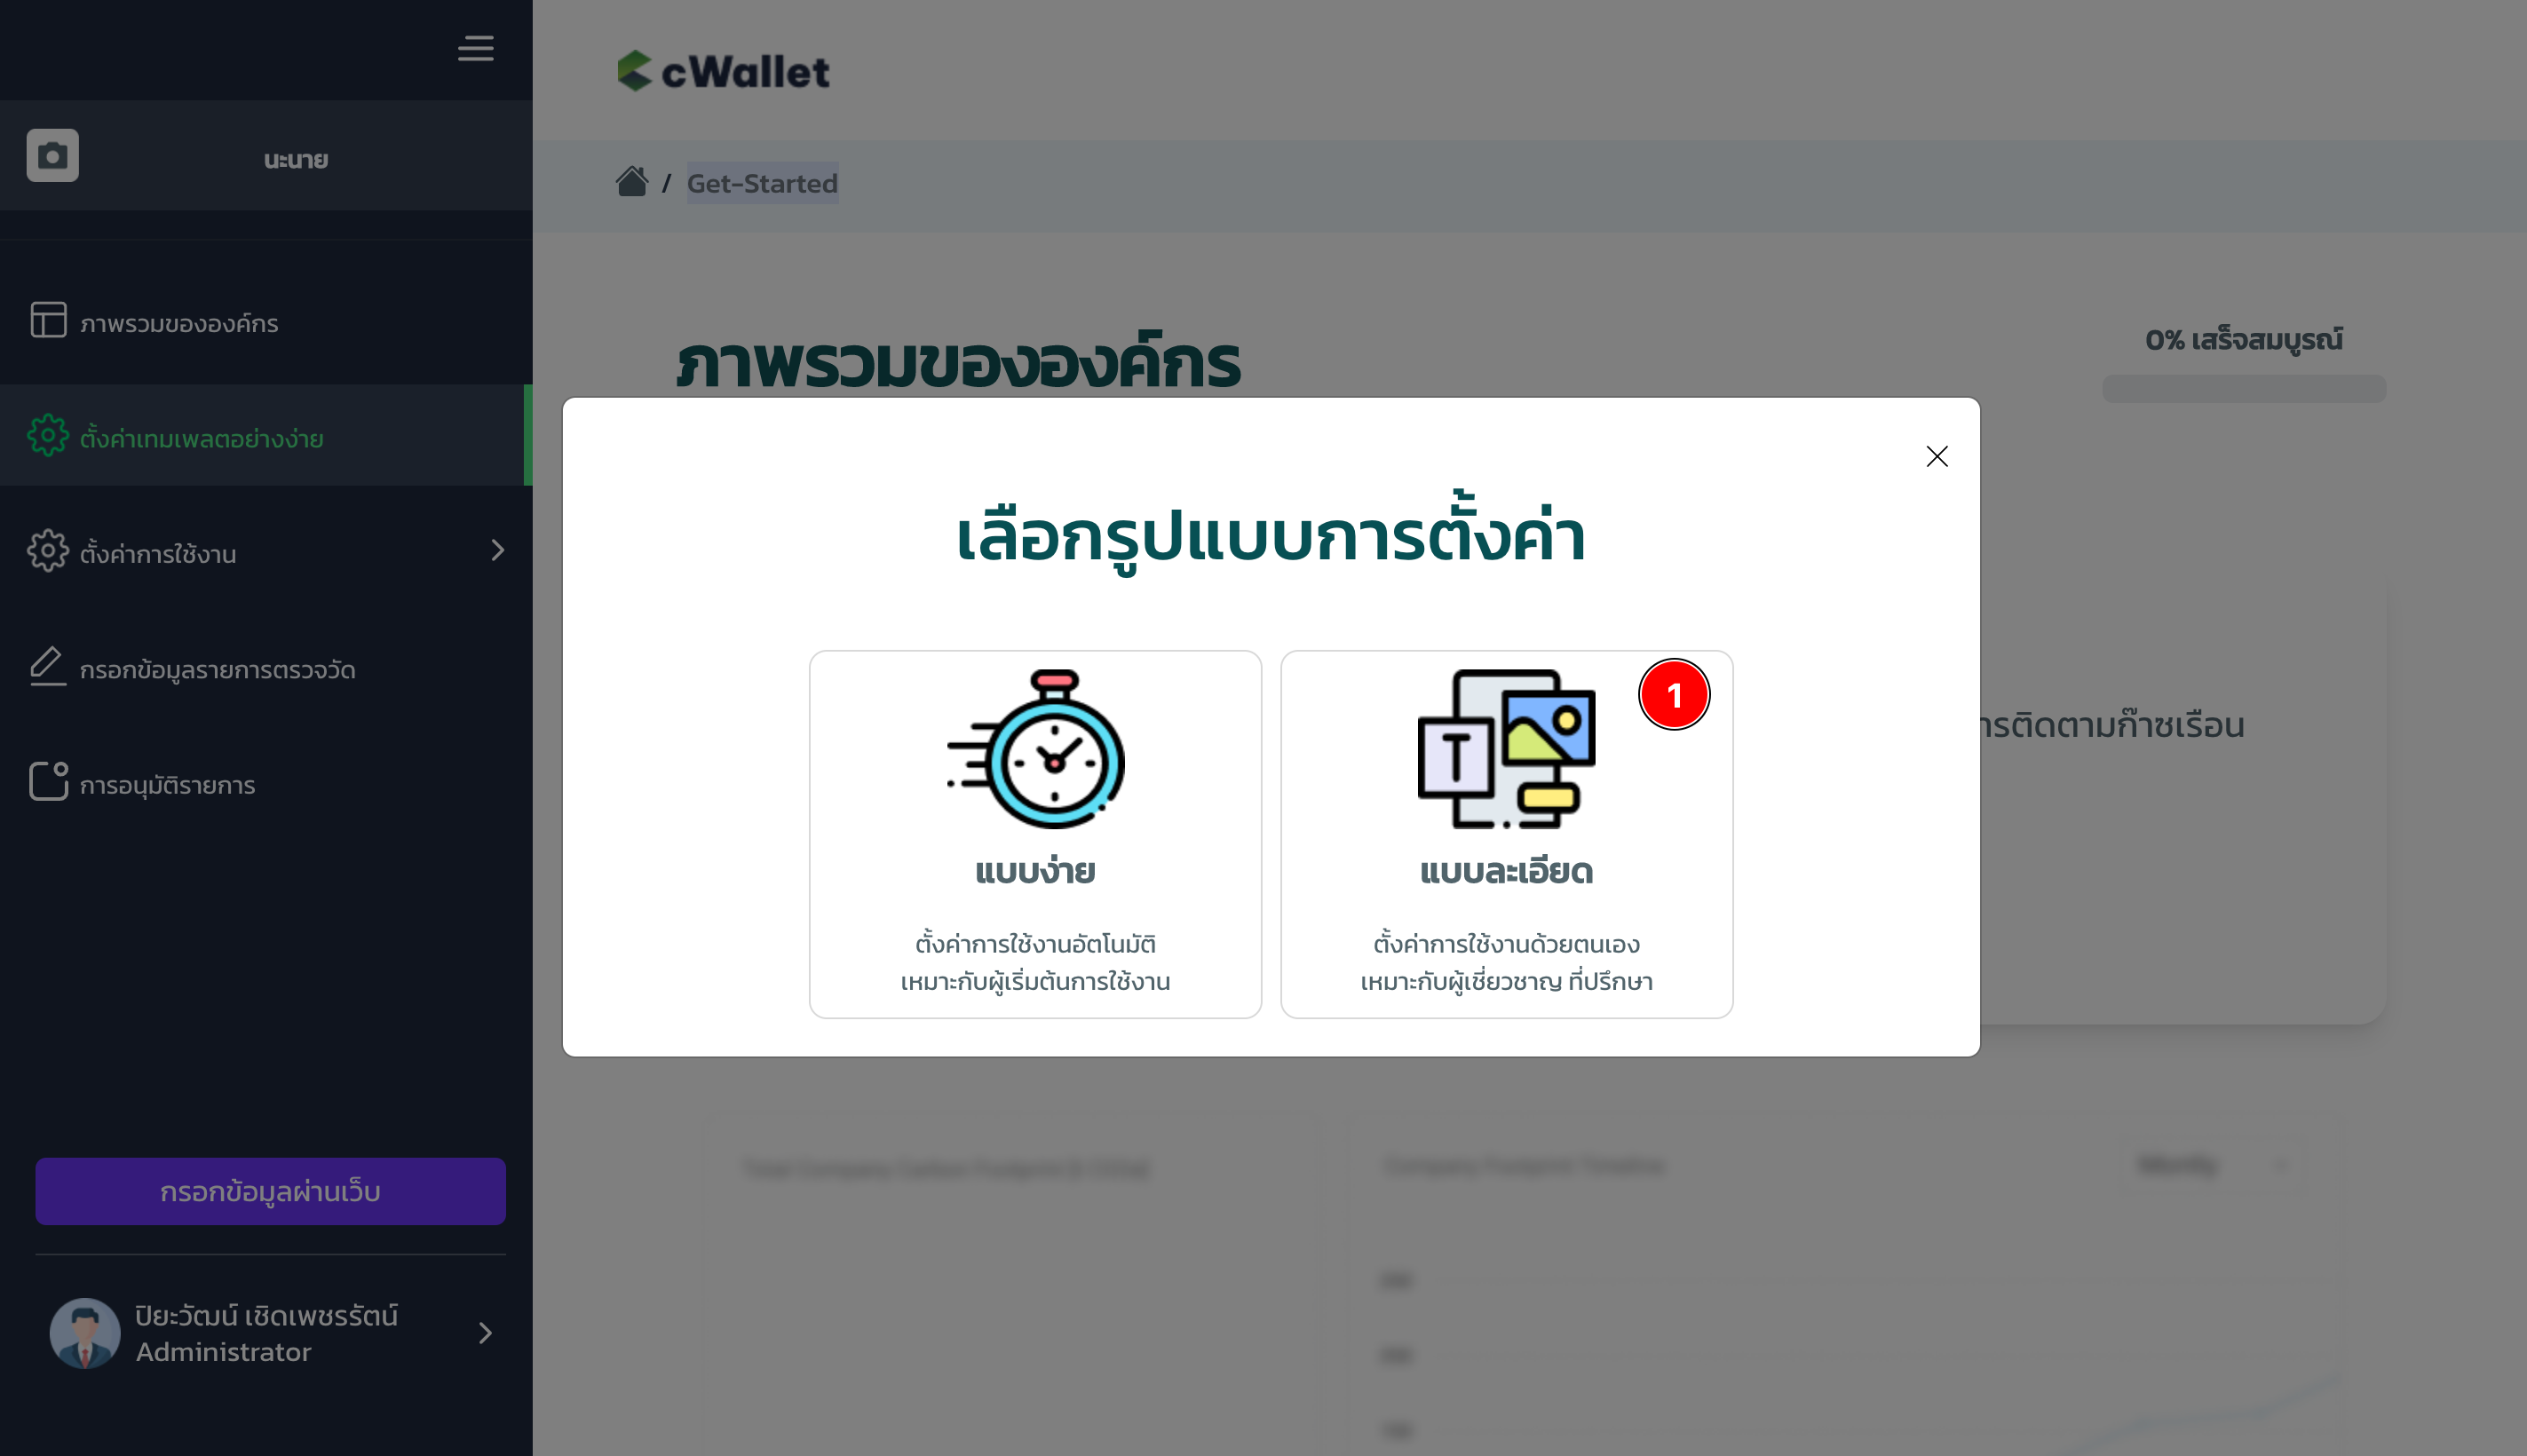 cWallet
นะนาย
/ Get-Started
ภาพรวมขององค์กร
ตั้งค่าเทมเพลตอย่างง่าย
ตั้งค่าการใช้งาน
กรอกข้อมูลรายการตรวจวัด
การอนุมัติรายการ
กรอกข้อมูลผ่านเว็บ
ปิยะวัฒน์ เชิดเพชรรัตน์
Administrator
ภาพรวมขององค์กร
0% เสร็จสมบูรณ์
เลือกรูปแบบการตั้งค่า
T
แบบง่าย
ตั้งค่าการใช้งานอัตโนมัติ
เหมาะกับผู้เริ่มต้นการใช้งาน
1
แบบละเอียด
ตั้งค่าการใช้งานด้วยตนเอง
เหมาะกับผู้เชี่ยวชาญ ที่ปรึกษา
รติดตามก๊าซเรือน
Total Company Carbon Footprint
Company Footprint Timeline